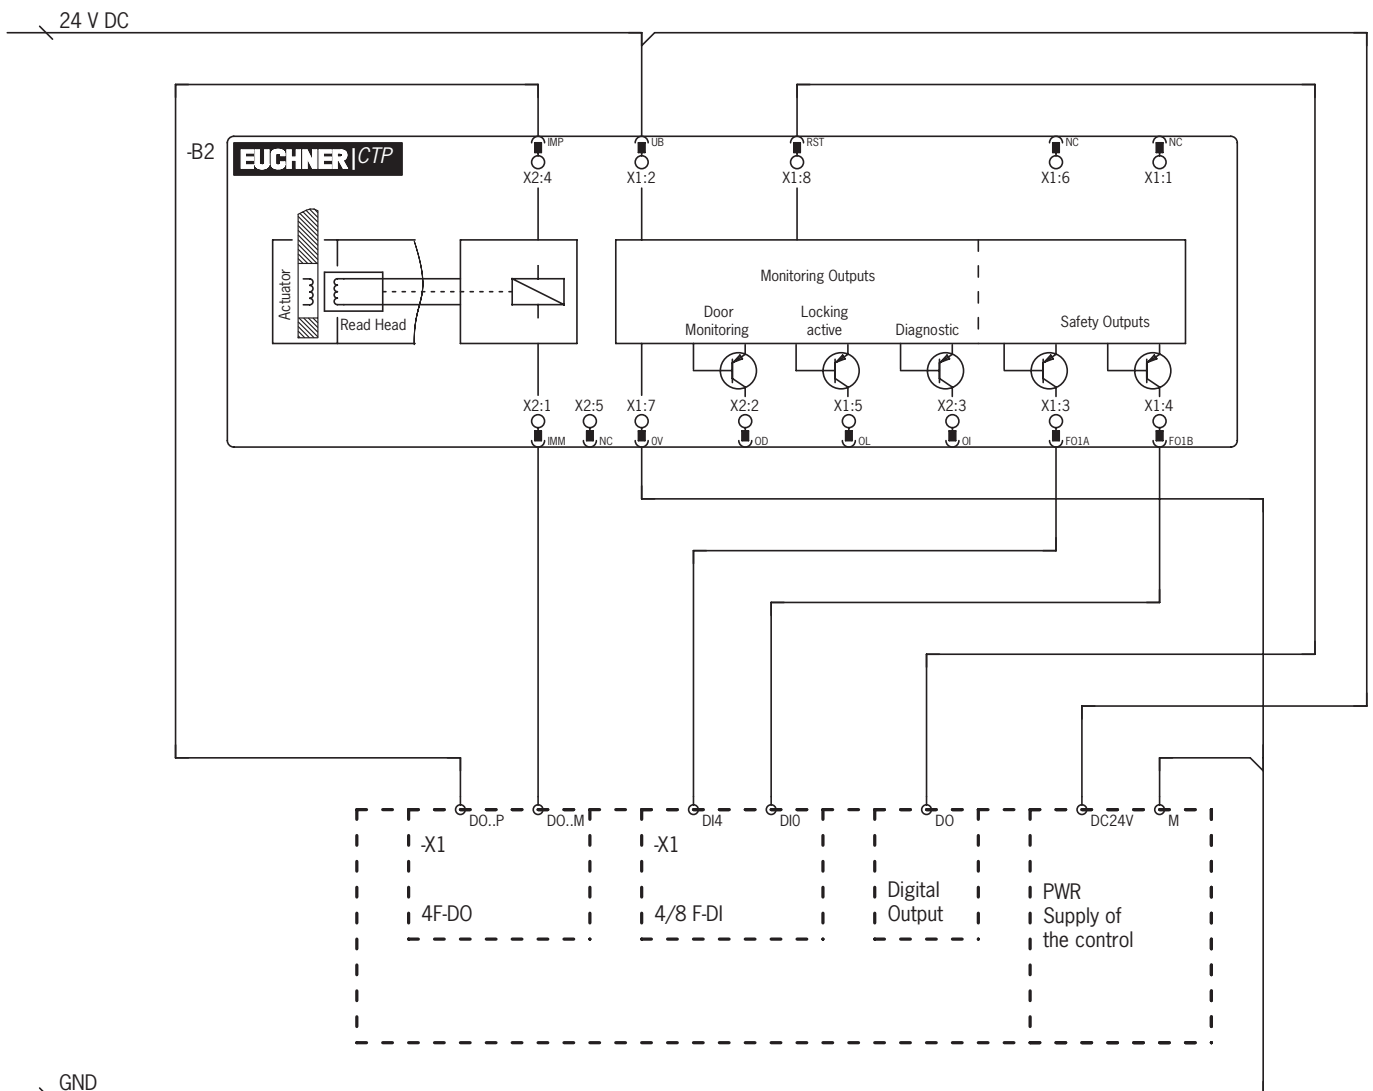 24 V DC
-B2
EUCHNER CTP
IMP
UB
RST
NC
NC
X2:4
X1:2
X1:8
X1:6
X1:1
Actuator
Read Head
Monitoring Outputs
Door
Monitoring
Locking
active
Diagnostic
Safety Outputs
X2:1
X2:5
X1:7
X2:2
X1:5
X2:3
X1:3
X1:4
IMM
NC
0V
OD
OL
OI
FO1A
FO1B
DO..P
DO..M
DI4
DI0
DO
DC24V
M
-X1
4F-DO
-X1
4/8 F-DI
Digital
Output
PWR
Supply of
the control
GND